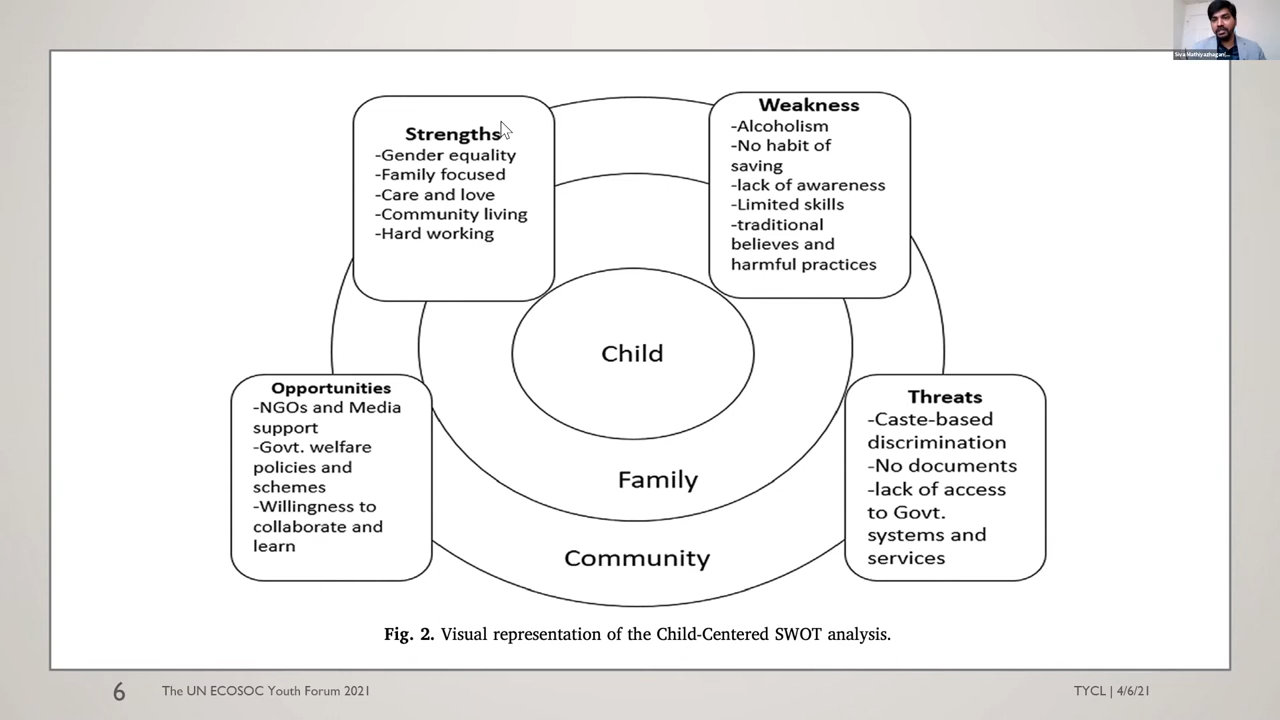 Siva Mathiyazhagan,...
Strengths
-Gender equality
-Family focused
-Care and love
-Community living
-Hard working
Weakness
-Alcoholism
-No habit of
saving
-lack of awareness
-Limited skills
-traditional
believes and
harmful practices
Child
Opportunities
-NGOs and Media
support
-Govt. welfare
policies and
schemes
-Willingness to
collaborate and
learn
Threats
-Caste-based
discrimination
-No documents
-lack of access
to Govt.
systems and
services
Family
Community
Fig. 2. Visual representation of the Child-Centered SWOT analysis.
6
The UN ECOSOC Youth Forum 2021
TYCL | 4/6/21